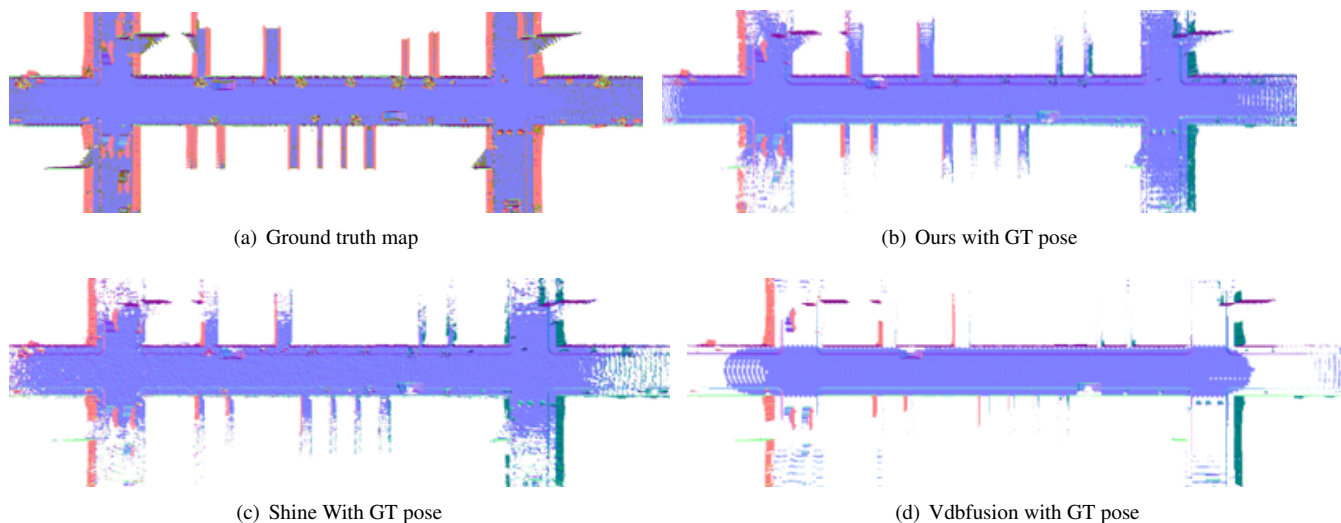 (a) Ground truth map
(b) Ours with GT pose
(c) Shine With GT pose
(d) Vdbfusion with GT pose